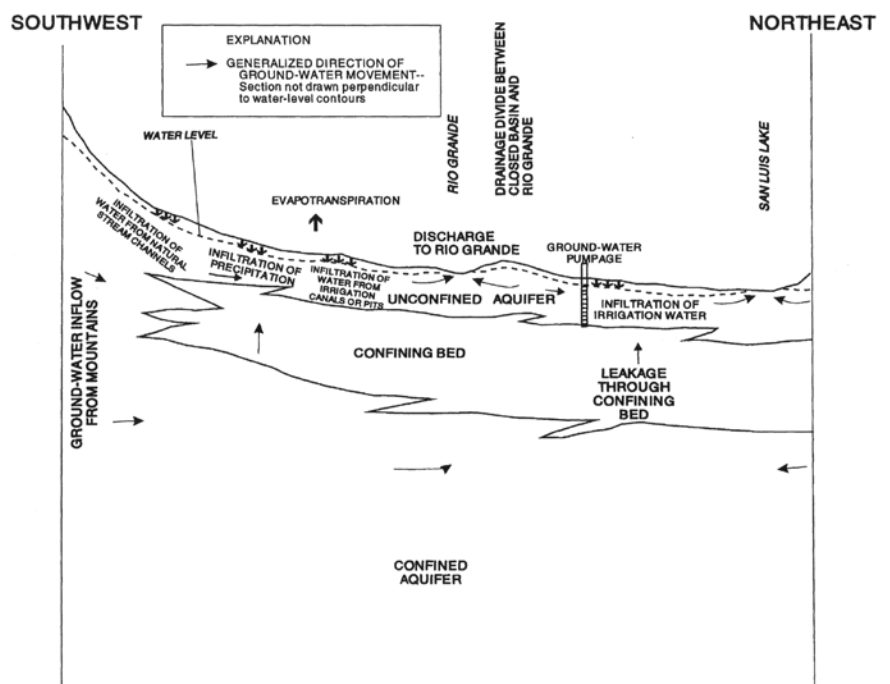 SOUTHWEST
NORTHEAST
EXPLANATION
GENERALIZED DIRECTION OF
GROUND-WATER MOVEMENT--
Section not drawn perpendicular
to water-level contours
WATER LEVEL
EVAPOTRANSPIRATION
RIO GRANDE
DRAINAGE DIVIDE BETWEEN
CLOSED BASIN AND
RIO GRANDE
SAN LUIS LAKE
INFILTRATION OF
WATER FROM NATURAL
STREAM CHANNELS
INFILTRATION OF
PRECIPITATION
INFILTRATION OF
WATER FROM
IRRIGATION
CANALS OR PITS
DISCHARGE
TO RIO GRANDE
GROUND-WATER
PUMPAGE
UNCONFINED AQUIFER
INFILTRATION OF
IRRIGATION WATER
GROUND-WATER INFLOW
FROM MOUNTAINS
CONFINING BED
LEAKAGE
THROUGH
CONFINING
BED
CONFINED
AQUIFER